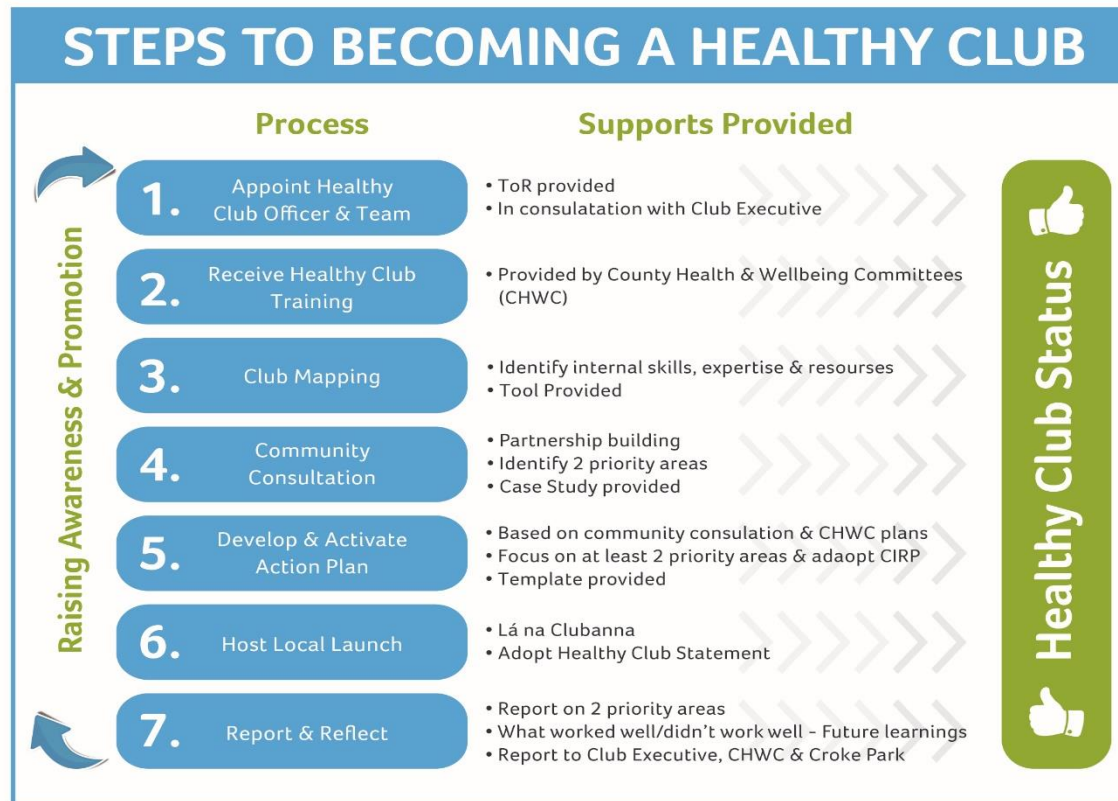 STEPS TO BECOMING A HEALTHY CLUB
Process
Supports Provided
Raising Awareness & Promotion
1.
Appoint Healthy
Club Officer & Team
• ToR provided
• In consulatation with Club Executive
2.
Receive Healthy Club
Training
• Provided by County Health & Wellbeing Committees
(CHWC)
3.
Club Mapping
• Identify internal skills, expertise & resourses
• Tool Provided
4.
Community
Consultation
• Partnership building
• Identify 2 priority areas
• Case Study provided
5.
Develop & Activate
Action Plan
• Based on community consulation & CHWC plans
• Focus on at least 2 priority areas & adaopt CIRP
• Template provided
6.
Host Local Launch
• Lá na Clubanna
• Adopt Healthy Club Statement
7.
Report & Reflect
• Report on 2 priority areas
• What worked well/didn't work well - Future learnings
• Report to Club Executive, CHWC & Croke Park
Healthy Club Status